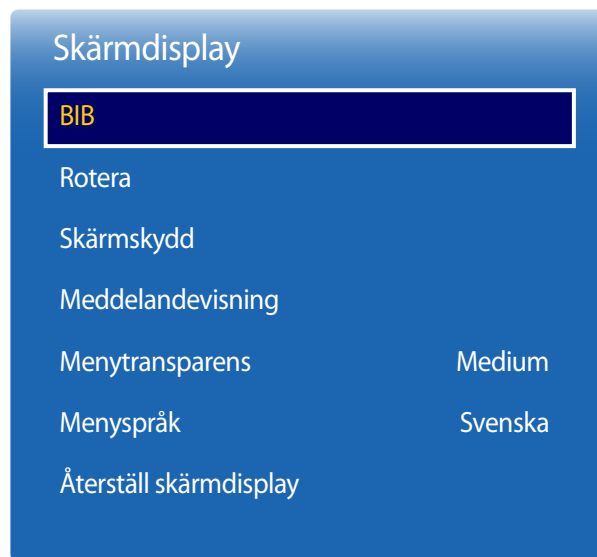 Skärmdisplay
BIB
Rotera
Skärmskydd
Meddelandevisning
Menytransparens Medium
Menyspråk Svenska
Återställ skärmdisplay